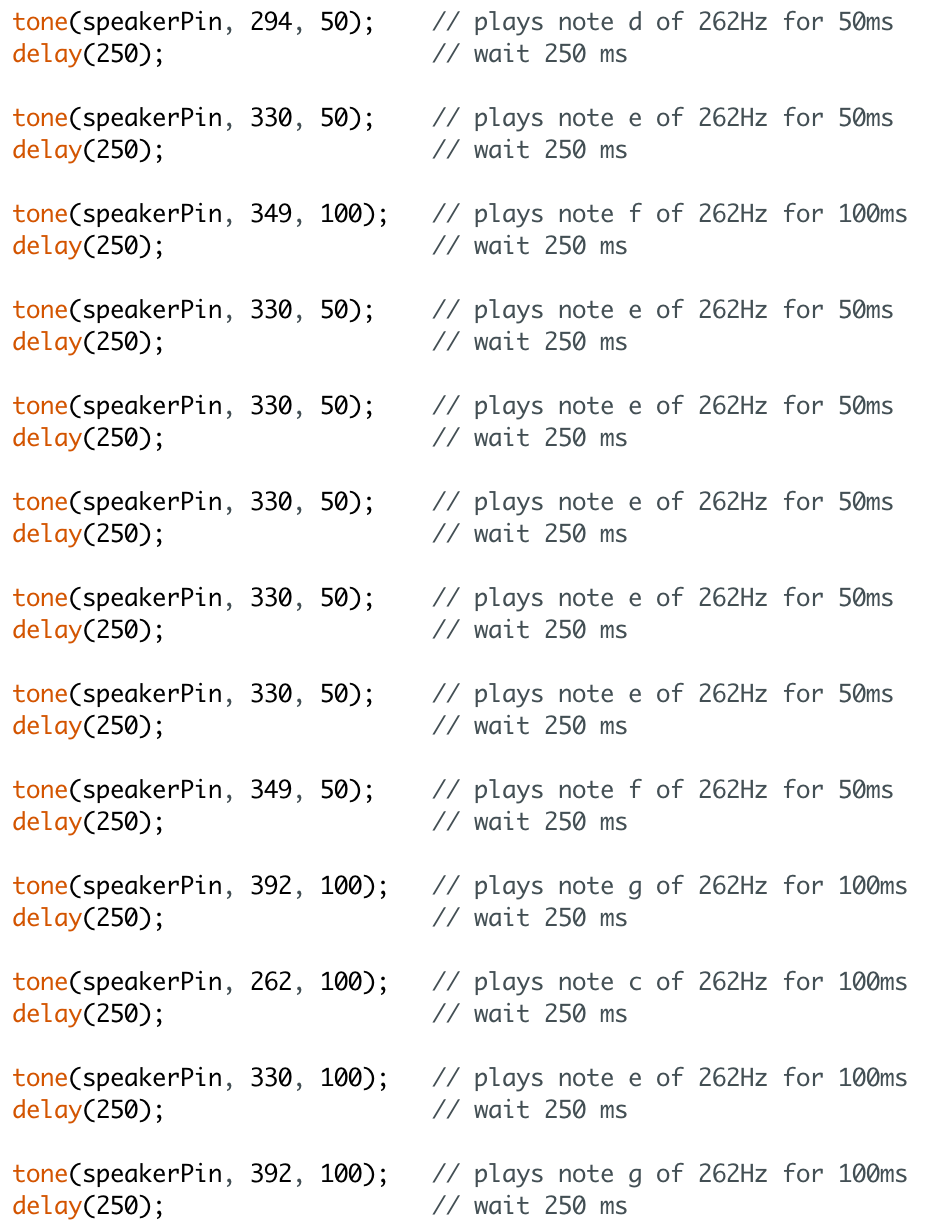 tone(speakerPin, 294, 50);    // plays note d of 262Hz for 50ms
delay(250);                   // wait 250 ms

tone(speakerPin, 330, 50);    // plays note e of 262Hz for 50ms
delay(250);                   // wait 250 ms

tone(speakerPin, 349, 100);   // plays note f of 262Hz for 100ms
delay(250);                   // wait 250 ms

tone(speakerPin, 330, 50);    // plays note e of 262Hz for 50ms
delay(250);                   // wait 250 ms

tone(speakerPin, 330, 50);    // plays note e of 262Hz for 50ms
delay(250);                   // wait 250 ms

tone(speakerPin, 330, 50);    // plays note e of 262Hz for 50ms
delay(250);                   // wait 250 ms

tone(speakerPin, 330, 50);    // plays note e of 262Hz for 50ms
delay(250);                   // wait 250 ms

tone(speakerPin, 330, 50);    // plays note e of 262Hz for 50ms
delay(250);                   // wait 250 ms

tone(speakerPin, 349, 50);    // plays note f of 262Hz for 50ms
delay(250);                   // wait 250 ms

tone(speakerPin, 392, 100);   // plays note g of 262Hz for 100ms
delay(250);                   // wait 250 ms

tone(speakerPin, 262, 100);   // plays note c of 262Hz for 100ms
delay(250);                   // wait 250 ms

tone(speakerPin, 330, 100);   // plays note e of 262Hz for 100ms
delay(250);                   // wait 250 ms

tone(speakerPin, 392, 100);   // plays note g of 262Hz for 100ms
delay(250);                   // wait 250 ms